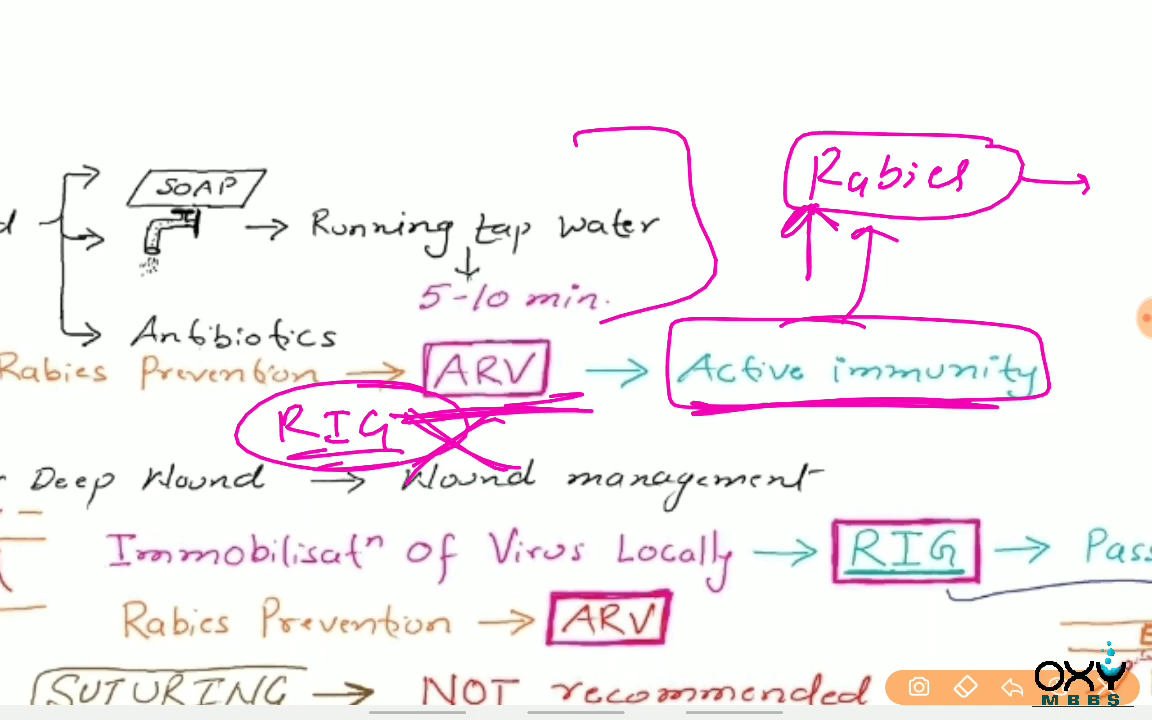 Rabies
SOAP
d → Running tap water
5-10 min.
Antibiotics
Rabies Prevention → ARV → Active immunity
RIG
Deep Wound → Wound management
Immobilisatⁿ of Virus Locally → RIG → Pass
Rabies Prevention → ARV
E
SUTURING → NOT recommended
OXY
MBBS